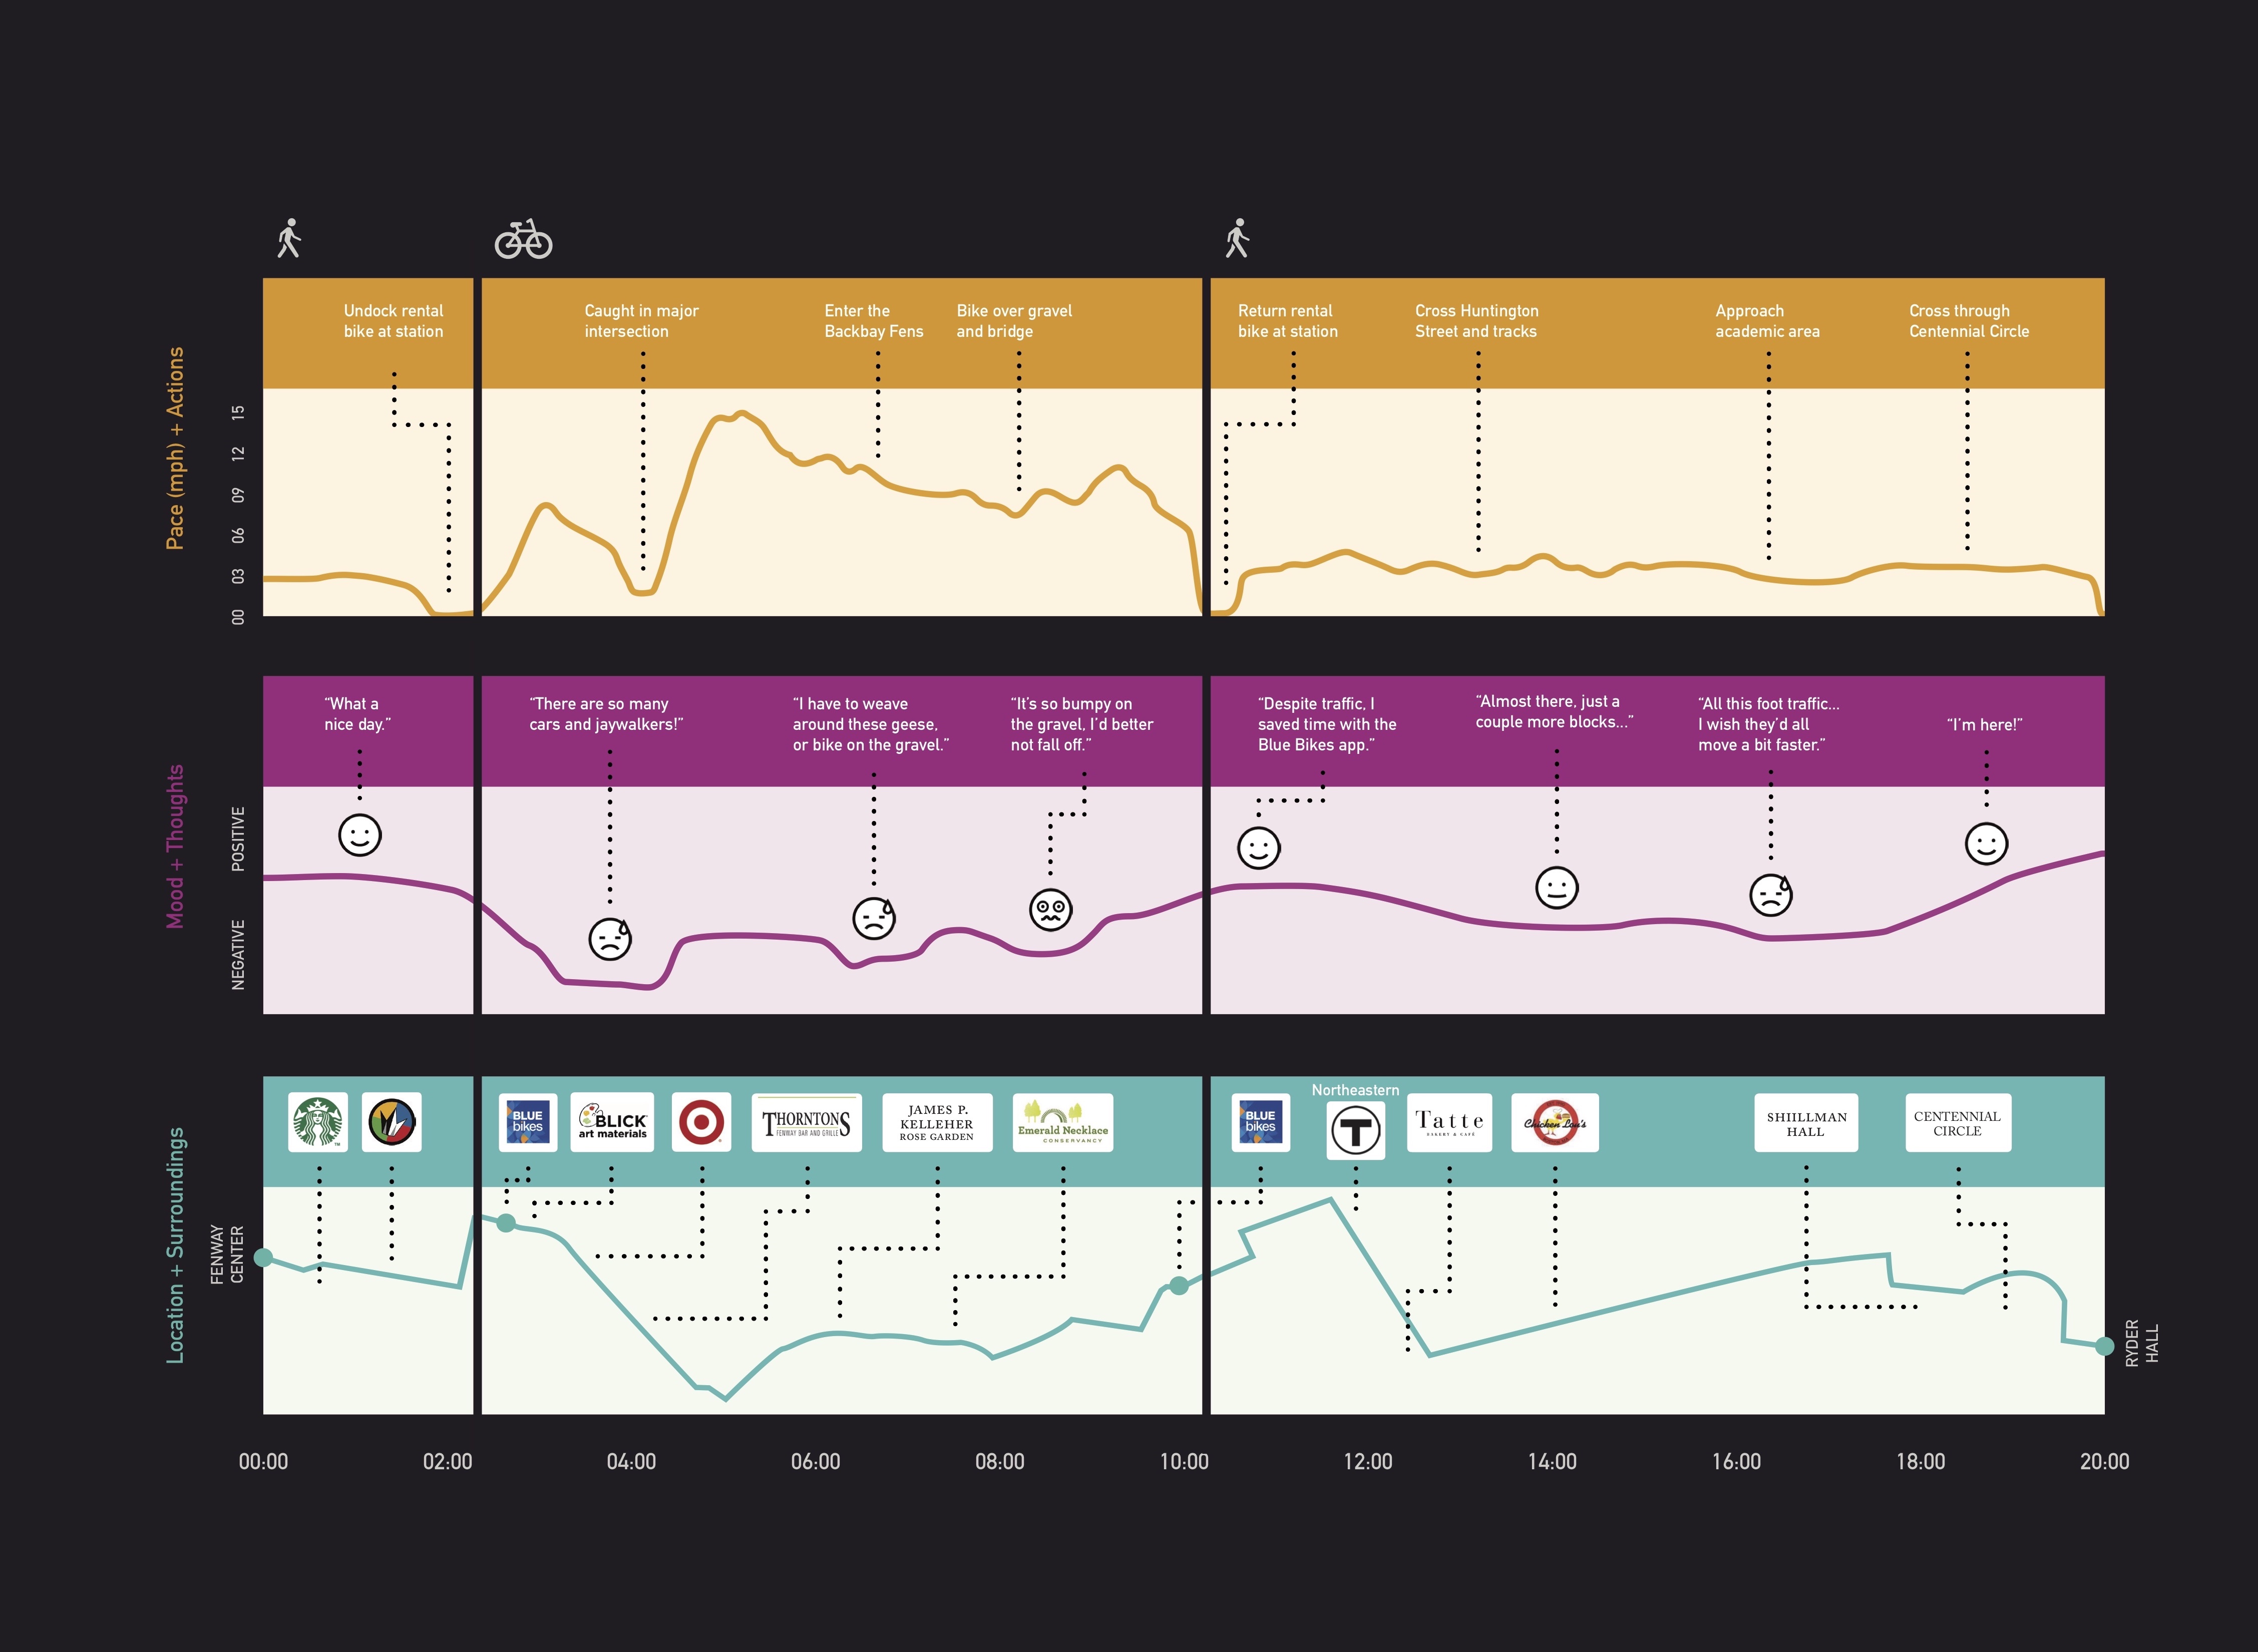 Pace (mph) + Actions
15
12
09
06
03
00
Undock rental
bike at station
Caught in major
intersection
Enter the
Backbay Fens
Bike over gravel
and bridge
Return rental
bike at station
Cross Huntington
Street and tracks
Approach
academic area
Cross through
Centennial Circle
Mood + Thoughts
POSITIVE
NEGATIVE
“What a
nice day.”
“There are so many
cars and jaywalkers!”
“I have to weave
around these geese,
or bike on the gravel.”
“It’s so bumpy on
the gravel, I’d better
not fall off.”
“Despite traffic, I
saved time with the
Blue Bikes app.”
“Almost there, just a
couple more blocks...”
“All this foot traffic...
I wish they’d all
move a bit faster.”
“I’m here!”
Location + Surroundings
FENWAY
CENTER
TM
BLUE
bikes
BLICK
art materials
THORNTONS
FENWAY BAR AND GRILLE
JAMES P.
KELLEHER
ROSE GARDEN
Emerald Necklace
CONSERVANCY
BLUE
bikes
Northeastern
T
Tatte
BAKERY & CAFÉ
Chicken Lou's
SHIILLMAN
HALL
CENTENNIAL
CIRCLE
RYDER
HALL
00:00
02:00
04:00
06:00
08:00
10:00
12:00
14:00
16:00
18:00
20:00